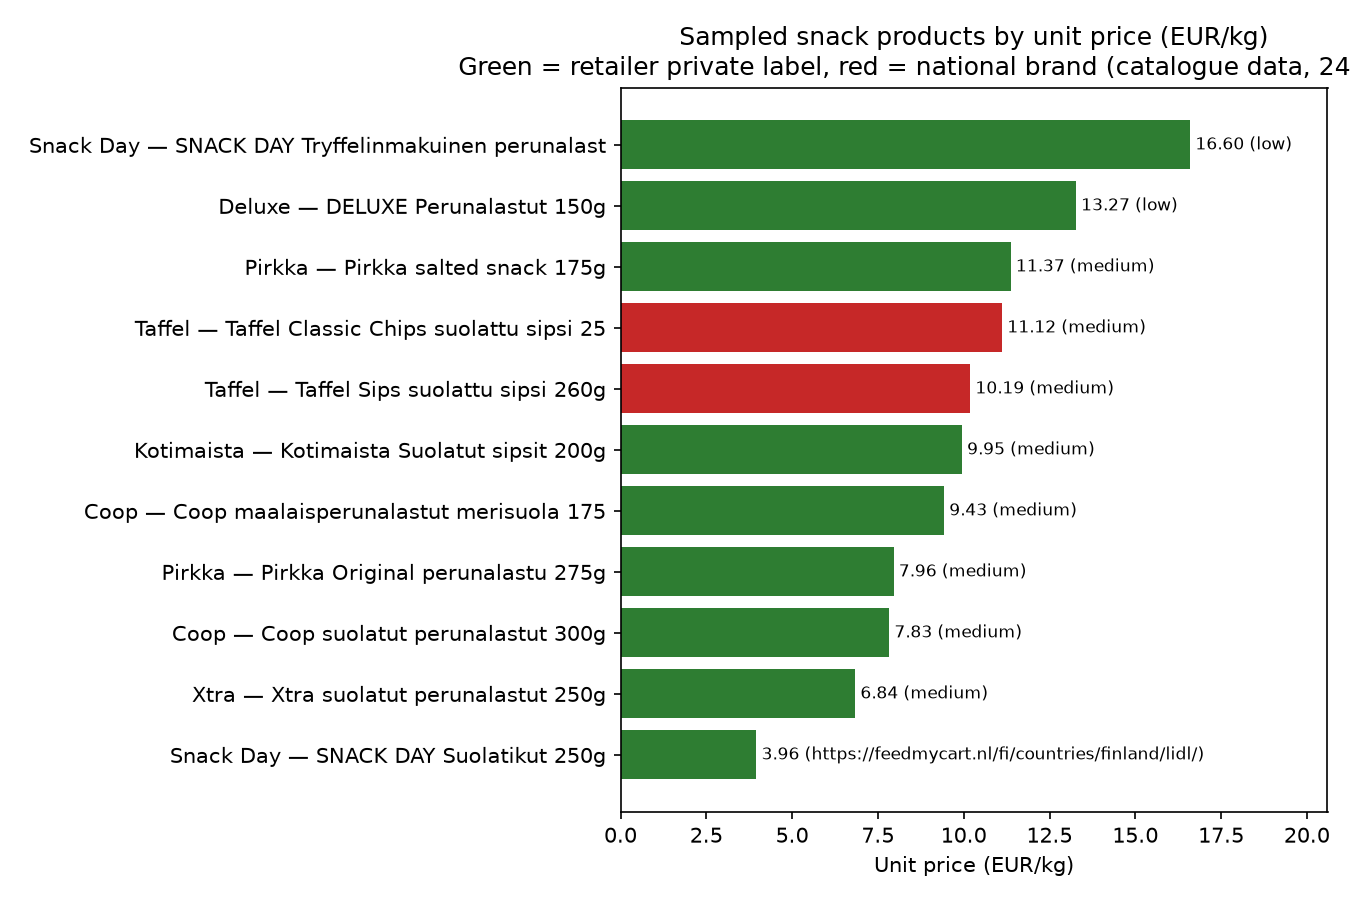 Sampled snack products by unit price (EUR/kg)
Green = retailer private label, red = national brand (catalogue data, 24
Snack Day — SNACK DAY Tryffelinmakuinen perunalast 16.60 (low)
Deluxe — DELUXE Perunalastut 150g 13.27 (low)
Pirkka — Pirkka salted snack 175g 11.37 (medium)
Taffel — Taffel Classic Chips suolattu sipsi 25 11.12 (medium)
Taffel — Taffel Sips suolattu sipsi 260g 10.19 (medium)
Kotimaista — Kotimaista Suolatut sipsit 200g 9.95 (medium)
Coop — Coop maalaisperunalastut merisuola 175 9.43 (medium)
Pirkka — Pirkka Original perunalastu 275g 7.96 (medium)
Coop — Coop suolatut perunalastut 300g 7.83 (medium)
Xtra — Xtra suolatut perunalastut 250g 6.84 (medium)
Snack Day — SNACK DAY Suolatikut 250g 3.96 (https://feedmycart.nl/fi/countries/finland/lidl/)
0.0 2.5 5.0 7.5 10.0 12.5 15.0 17.5 20.0
Unit price (EUR/kg)